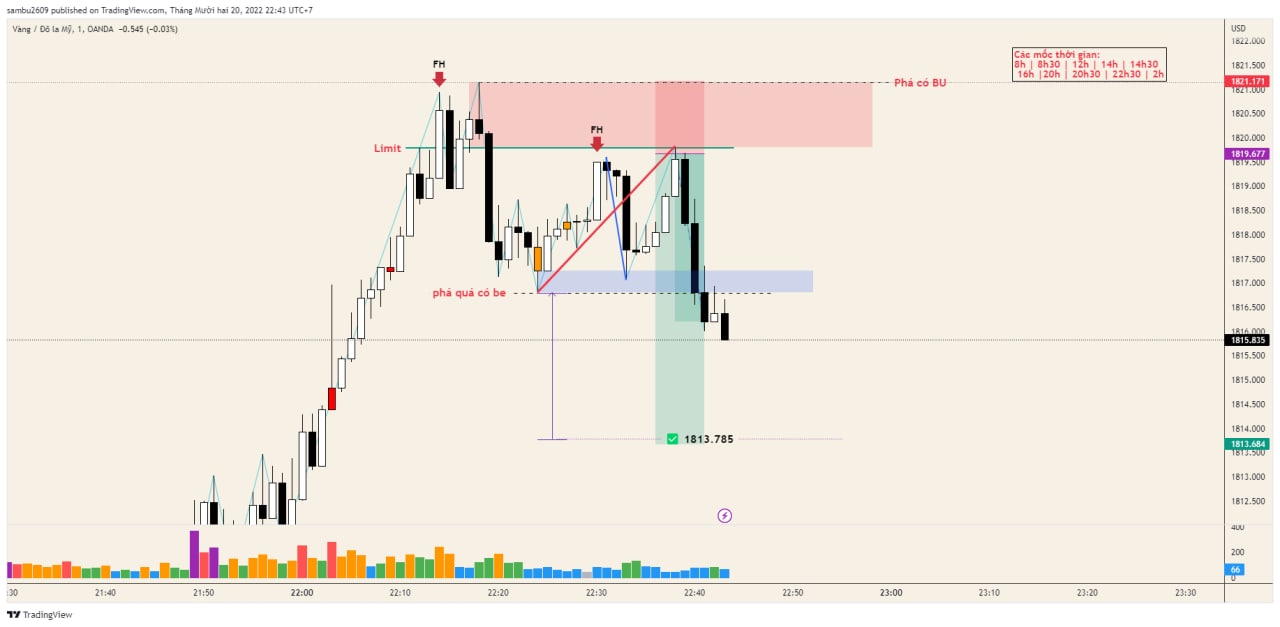 sambu2609 published on TradingView.com, Tháng Mười hai 20, 2022 22:43 UTC+7
Vàng / Đô la Mỹ, 1, OANDA -0.545 (-0.03%)
USD
1822.000
Các mốc thời gian:
8h | 8h30 | 12h | 14h | 14h30
16h |20h | 20h30 | 22h30 | 2h
FH
1821.500
Phá có BU
1821.171
1821.000
1820.500
FH
1820.000
Limit
1819.677
1819.500
1819.000
1818.500
1818.000
1817.500
1817.000
phá quá có be
1816.500
1816.000
1815.835
1815.500
1815.000
1814.500
1814.000
1813.785
1813.684
1813.500
1813.000
1812.500
400
200
66
0
:30 21:40 21:50 22:00 22:10 22:20 22:30 22:40 22:50 23:00 23:10 23:20 23:30
TradingView